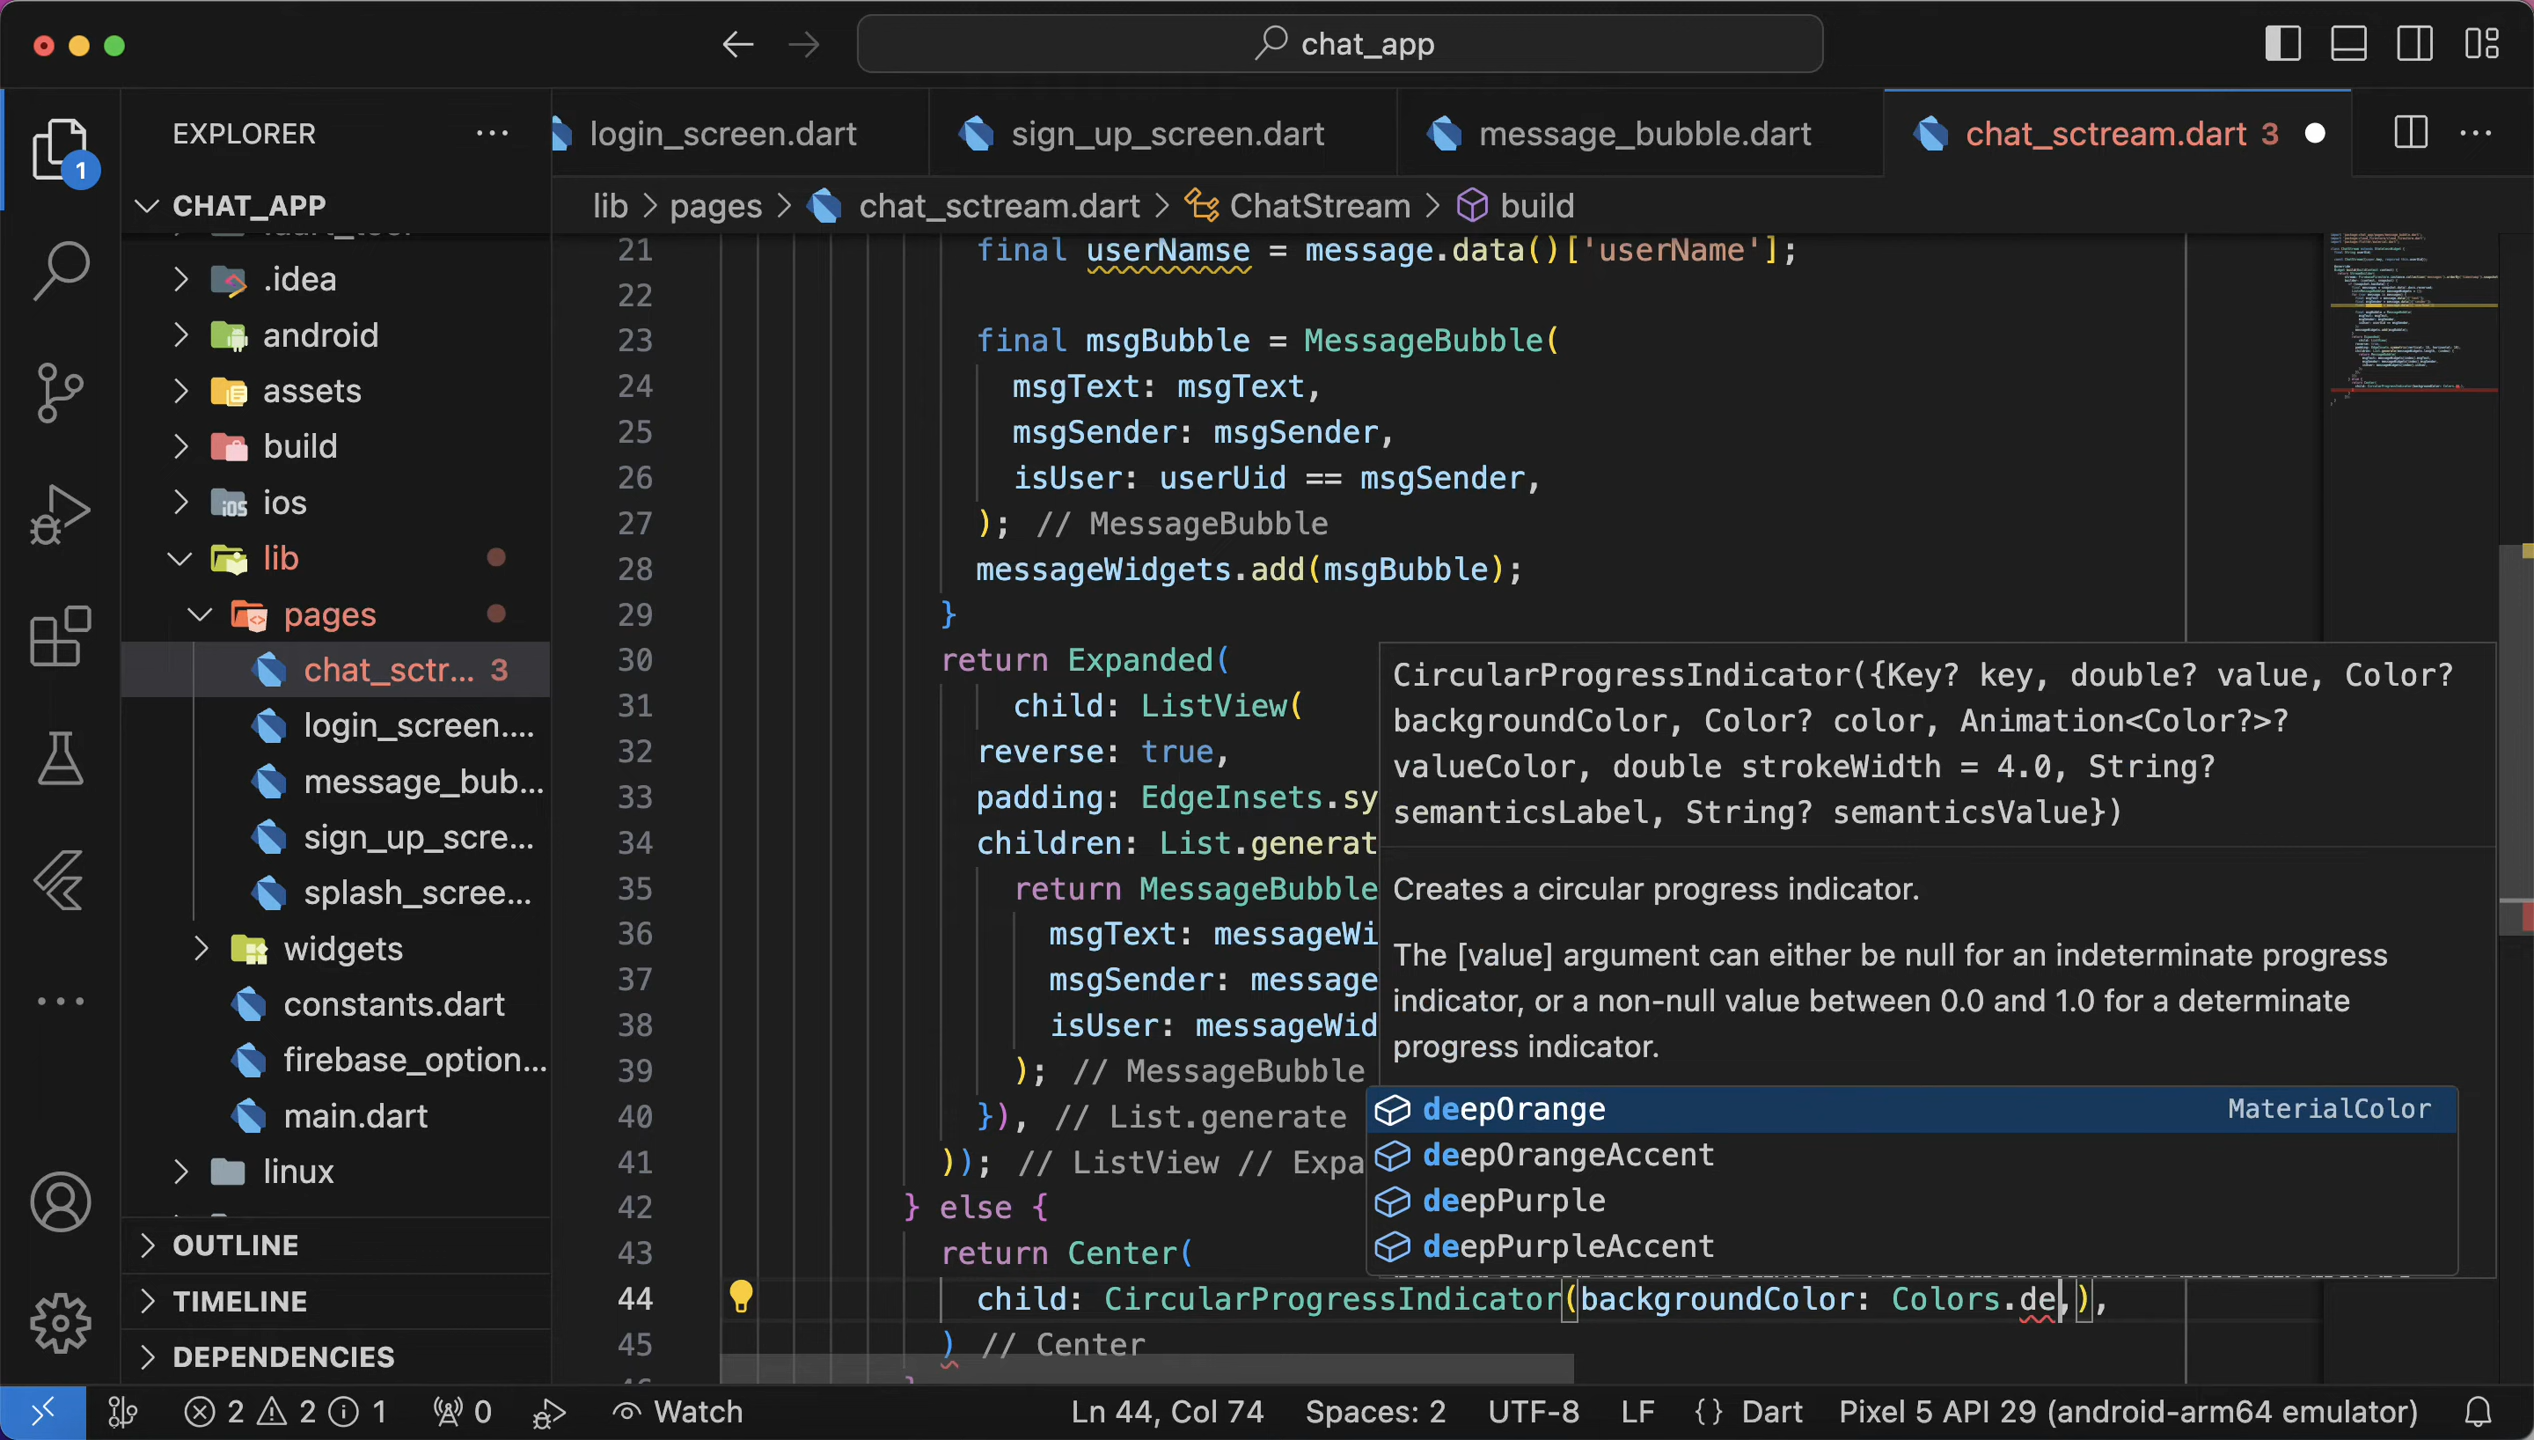 chat_app
EXPLORER
login_screen.dart
sign_up_screen.dart
message_bubble.dart
chat_sctream.dart 3
1
CHAT_APP
lib > pages > chat_sctream.dart > ChatStream > build
.idea
android
assets
build
ios
lib
pages
chat_sctr... 3
login_screen....
message_bub...
sign_up_scre...
splash_scree...
widgets
constants.dart
firebase_option...
main.dart
linux
OUTLINE
TIMELINE
DEPENDENCIES
21 final userNamse = message.data()['userName'];
22
23 final msgBubble = MessageBubble(
24 msgText: msgText,
25 msgSender: msgSender,
26 isUser: userUid == msgSender,
27 ); // MessageBubble
28 messageWidgets.add(msgBubble);
29 }
30 return Expanded(
31 child: ListView(
32 reverse: true,
33 padding: EdgeInsets.sy
34 children: List.generat
35 return MessageBubble
36 msgText: messageWi
37 msgSender: message
38 isUser: messageWid
39 ); // MessageBubble
40 }), // List.generate
41 )); // ListView // Expa
42 } else {
43 return Center(
44 child: CircularProgressIndicator(backgroundColor: Colors.de,),
45 ) // Center
CircularProgressIndicator({Key? key, double? value, Color?
backgroundColor, Color? color, Animation<Color?>?
valueColor, double strokeWidth = 4.0, String?
semanticsLabel, String? semanticsValue})
Creates a circular progress indicator.
The [value] argument can either be null for an indeterminate progress
indicator, or a non-null value between 0.0 and 1.0 for a determinate
progress indicator.
deepOrange MaterialColor
deepOrangeAccent
deepPurple
deepPurpleAccent
2 2 1 0 Watch Ln 44, Col 74 Spaces: 2 UTF-8 LF {} Dart Pixel 5 API 29 (android-arm64 emulator)